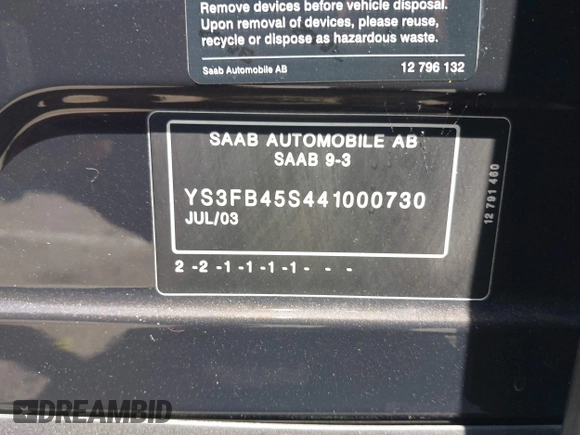 Remove devices before vehicle disposal.
Upon removal of devices, please reuse,
recycle or dispose as hazardous waste.
Saab Automobile AB 12 796 132
SAAB AUTOMOBILE AB
SAAB 9-3
YS3FB45S441000730
JUL/03
2 -2 -1 -1 -1 -1 - - -
12 791 460
DREAMBID